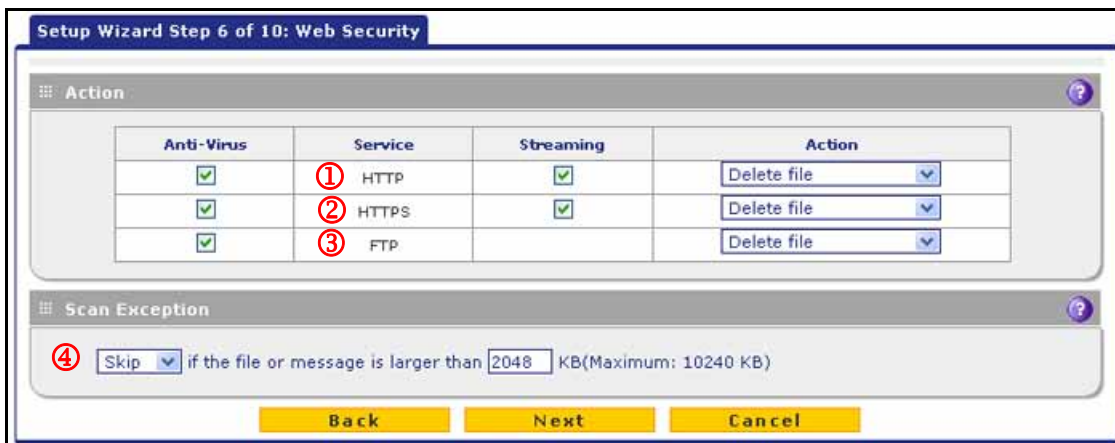 Setup Wizard Step 6 of 10: Web Security
Action ?
Anti-Virus Service Streaming Action
① HTTP Delete file
② HTTPS Delete file
③ FTP Delete file
Scan Exception ?
④ Skip if the file or message is larger than 2048 KB(Maximum: 10240 KB)
Back Next Cancel